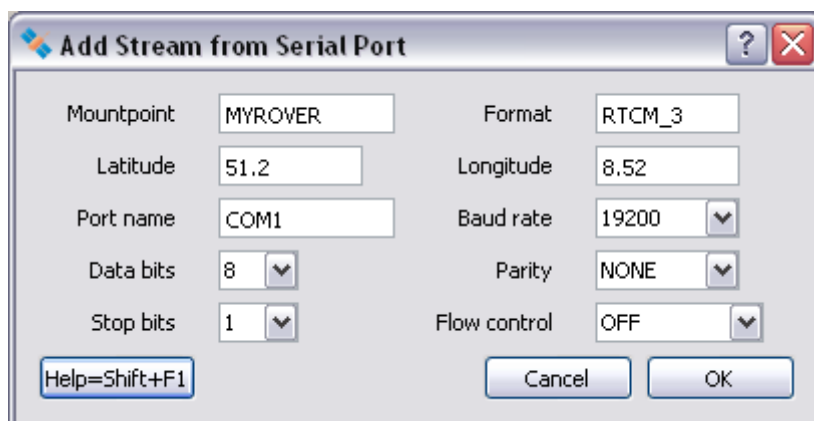 Add Stream from Serial Port ?
Mountpoint MYROVER Format RTCM_3
Latitude 51.2 Longitude 8.52
Port name COM1 Baud rate 19200
Data bits 8 Parity NONE
Stop bits 1 Flow control OFF
Help=Shift+F1 Cancel OK